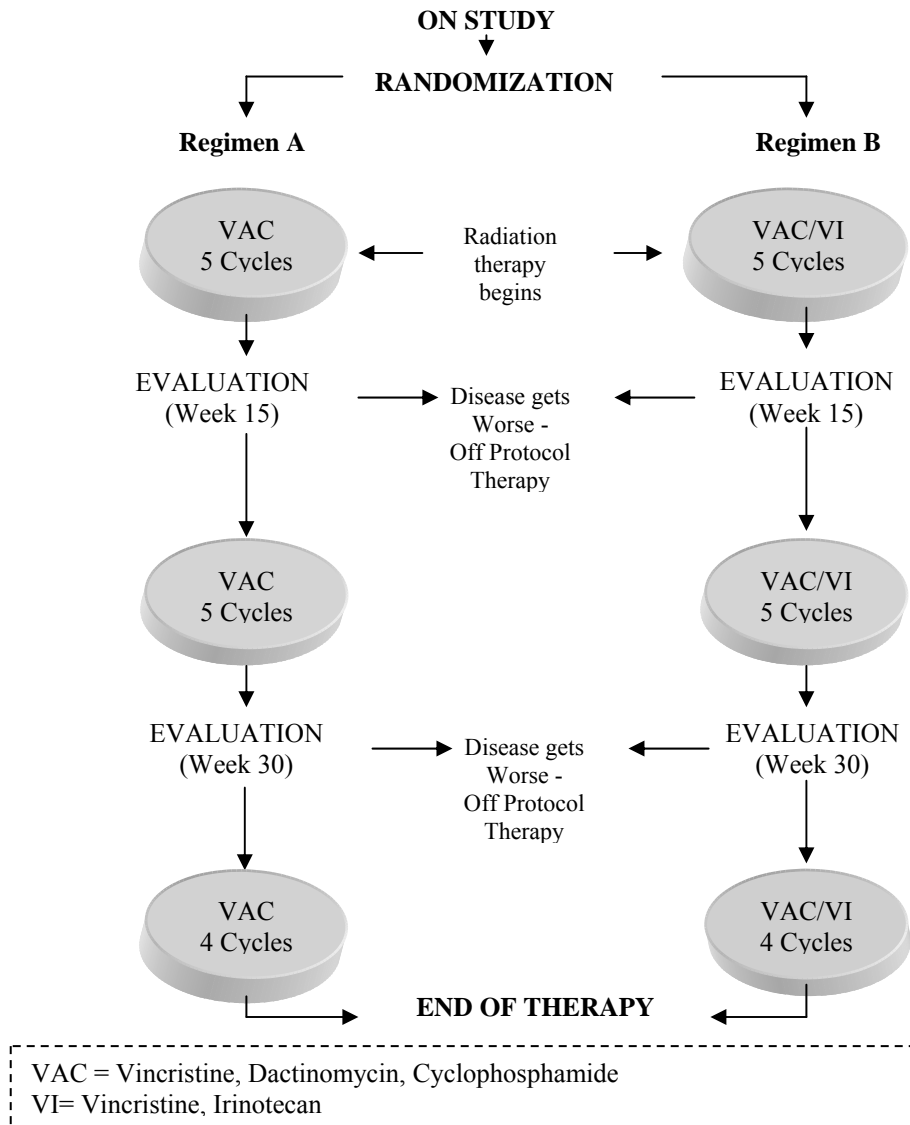 ON STUDY
RANDOMIZATION
Regimen A
Regimen B
VAC
5 Cycles
Radiation
therapy
begins
VAC/VI
5 Cycles
EVALUATION
(Week 15)
Disease gets
Worse -
Off Protocol
Therapy
EVALUATION
(Week 15)
VAC
5 Cycles
VAC/VI
5 Cycles
EVALUATION
(Week 30)
Disease gets
Worse -
Off Protocol
Therapy
EVALUATION
(Week 30)
VAC
4 Cycles
VAC/VI
4 Cycles
END OF THERAPY
VAC = Vincristine, Dactinomycin, Cyclophosphamide
VI= Vincristine, Irinotecan